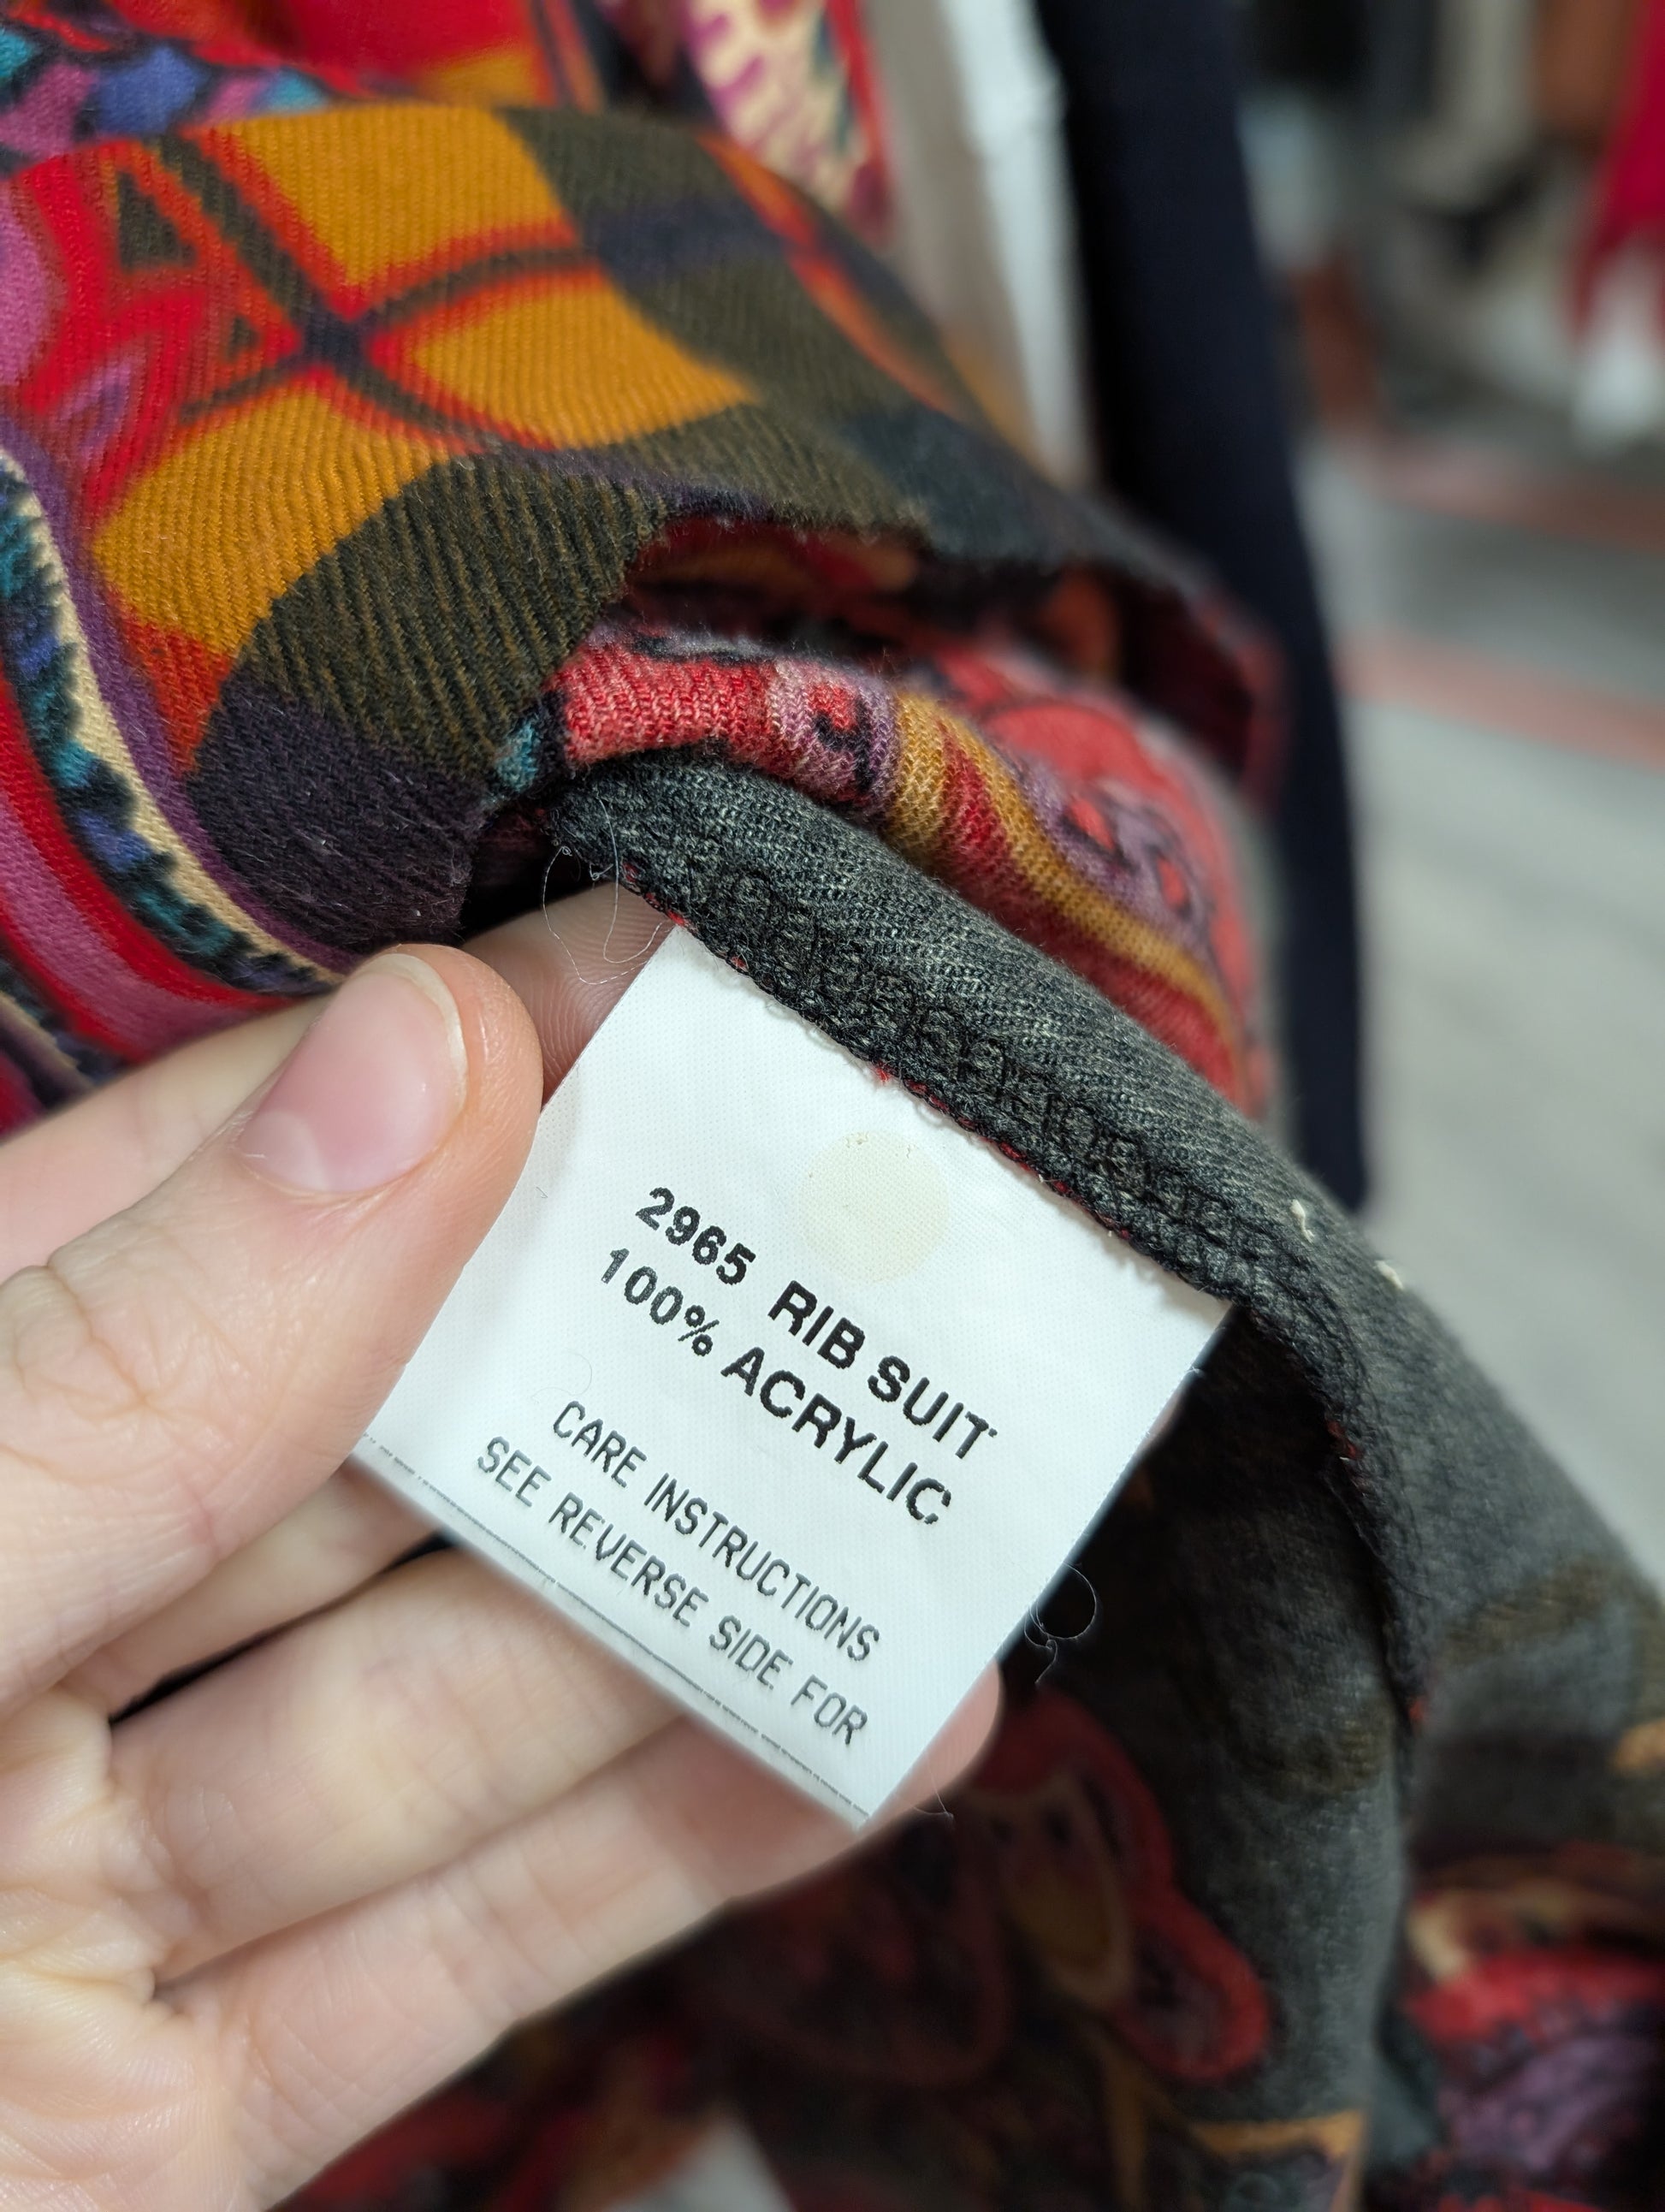 2965 RIB SUIT
100% ACRYLIC
CARE INSTRUCTIONS
SEE REVERSE SIDE FOR